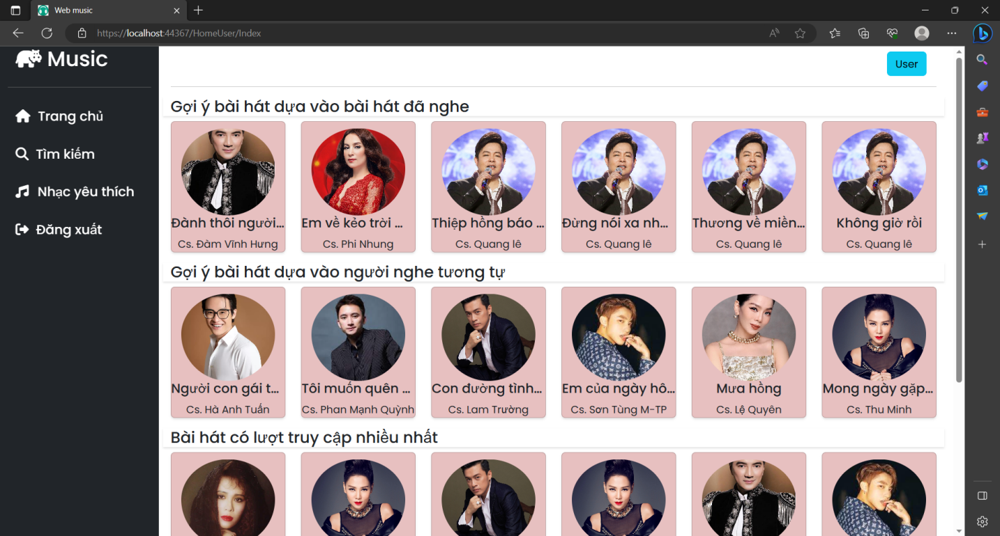 Web music
https://localhost:44367/HomeUser/Index
Music
Trang chủ
Tìm kiếm
Nhạc yêu thích
Đăng xuất
User
Gợi ý bài hát dựa vào bài hát đã nghe
Đành thôi người...
Em về kẻo trời ...
Thiệp hồng báo ...
Đừng nói xa nh...
Thương về miền...
Không giờ rồi
Cs. Đàm Vĩnh Hưng
Cs. Phi Nhung
Cs. Quang lê
Cs. Quang lê
Cs. Quang lê
Cs. Quang lê
Gợi ý bài hát dựa vào người nghe tương tự
Người con gái t...
Tôi muốn quên ...
Con đường tình...
Em của ngày hô...
Mưa hồng
Mong ngày gặp...
Cs. Hà Anh Tuấn
Cs. Phan Mạnh Quỳnh
Cs. Lam Trường
Cs. Sơn Tùng M-TP
Cs. Lệ Quyên
Cs. Thu Minh
Bài hát có lượt truy cập nhiều nhất